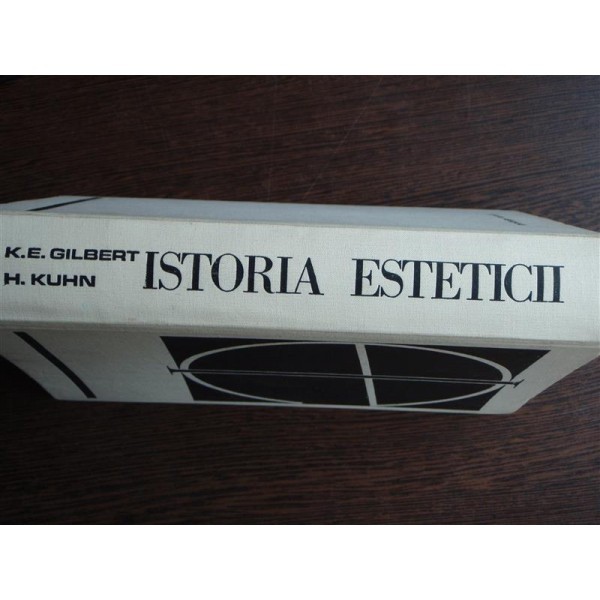 K.E. GILBERT
H. KUHN
ISTORIA ESTETICII